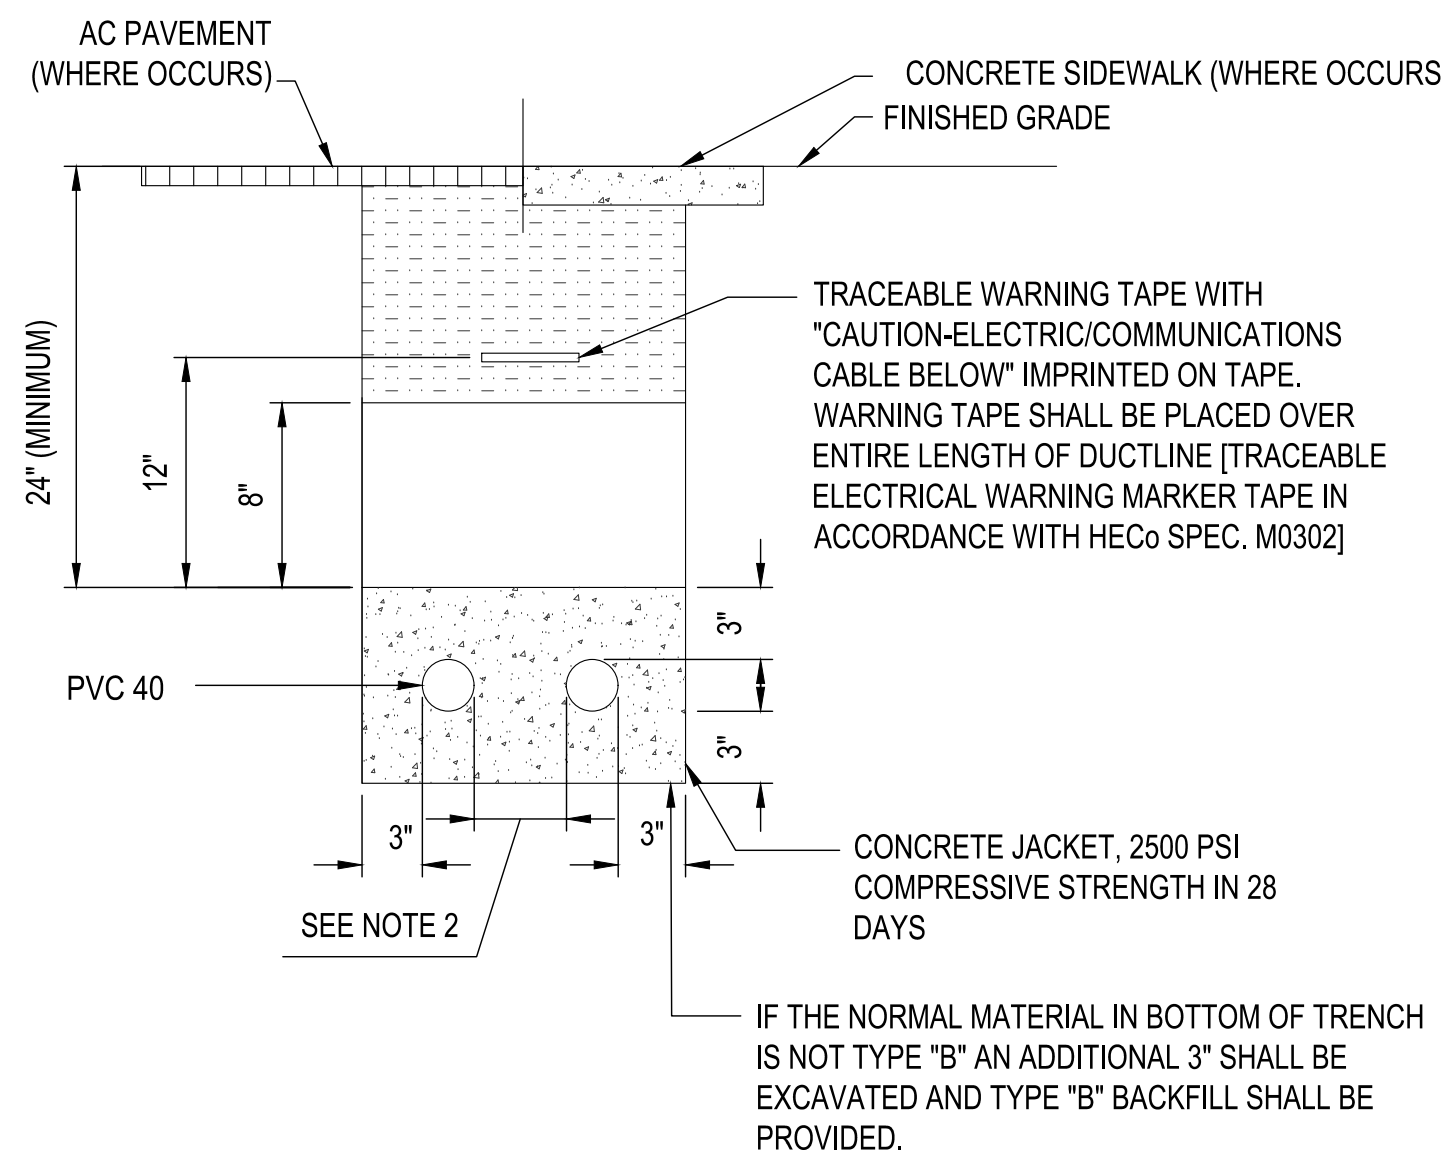 AC PAVEMENT
(WHERE OCCURS)
CONCRETE SIDEWALK (WHERE OCCURS
FINISHED GRADE
24" (MINIMUM)
12"
8"
TRACEABLE WARNING TAPE WITH
"CAUTION-ELECTRIC/COMMUNICATIONS
CABLE BELOW" IMPRINTED ON TAPE.
WARNING TAPE SHALL BE PLACED OVER
ENTIRE LENGTH OF DUCTLINE [TRACEABLE
ELECTRICAL WARNING MARKER TAPE IN
ACCORDANCE WITH HECo SPEC. M0302]
3"
PVC 40
3"
3"
3"
SEE NOTE 2
CONCRETE JACKET, 2500 PSI
COMPRESSIVE STRENGTH IN 28
DAYS
IF THE NORMAL MATERIAL IN BOTTOM OF TRENCH
IS NOT TYPE "B" AN ADDITIONAL 3" SHALL BE
EXCAVATED AND TYPE "B" BACKFILL SHALL BE
PROVIDED.